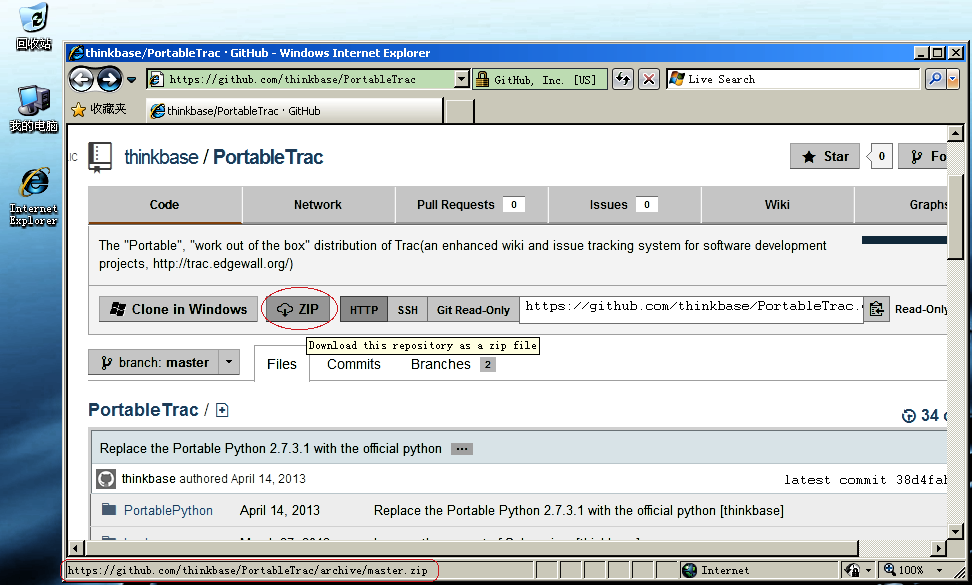 回收站
我的电脑
Internet
Explorer
thinkbase/PortableTrac · GitHub - Windows Internet Explorer
https://github.com/thinkbase/PortableTrac
GitHub, Inc. [US]
Live Search
收藏夹
thinkbase/PortableTrac · GitHub
IC
thinkbase / PortableTrac
Star
0
Fo
Code
Network
Pull Requests 0
Issues 0
Wiki
Graphs
The "Portable", "work out of the box" distribution of Trac(an enhanced wiki and issue tracking system for software development
projects, http://trac.edgewall.org/)
Clone in Windows
ZIP
HTTP
SSH
Git Read-Only
https://github.com/thinkbase/PortableTrac.
Read-Only
Download this repository as a zip file
branch: master
Files
Commits
Branches 2
PortableTrac / +
34
Replace the Portable Python 2.7.3.1 with the official python ...
thinkbase authored April 14, 2013
latest commit 38d4fab
PortablePython
April 14, 2013
Replace the Portable Python 2.7.3.1 with the official python [thinkbase]
https://github.com/thinkbase/PortableTrac/archive/master.zip
Internet
100%